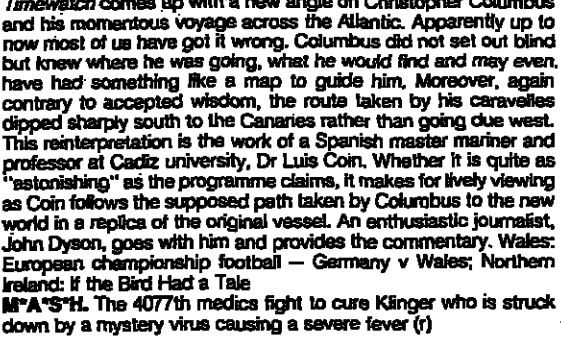 Timewatch comes up with a new angle on Christopher Columbus
and his momentous voyage across the Atlantic. Apparently up to
now most of us have got it wrong. Columbus did not set out blind
but knew where he was going, what he would find and may even.
have had something like a map to guide him. Moreover, again
contrary to accepted wisdom, the route taken by his caravelles
dipped sharply south to the Canaries rather than going due west.
This reinterpretation is the work of a Spanish master mariner and
professor at Cadiz university, Dr Luis Coin. Whether it is quite as
"astonishing" as the programme claims, it makes for lively viewing
as Coin follows the supposed path taken by Columbus to the new
world in a replica of the original vessel. An enthusiastic journalist,
John Dyson, goes with him and provides the commentary. Wales:
European championship football — Germany v Wales; Northern
Ireland: If the Bird Had a Tale
M*A*S*H. The 4077th medics fight to cure Klinger who is struck
down by a mystery virus causing a severe fever (r)